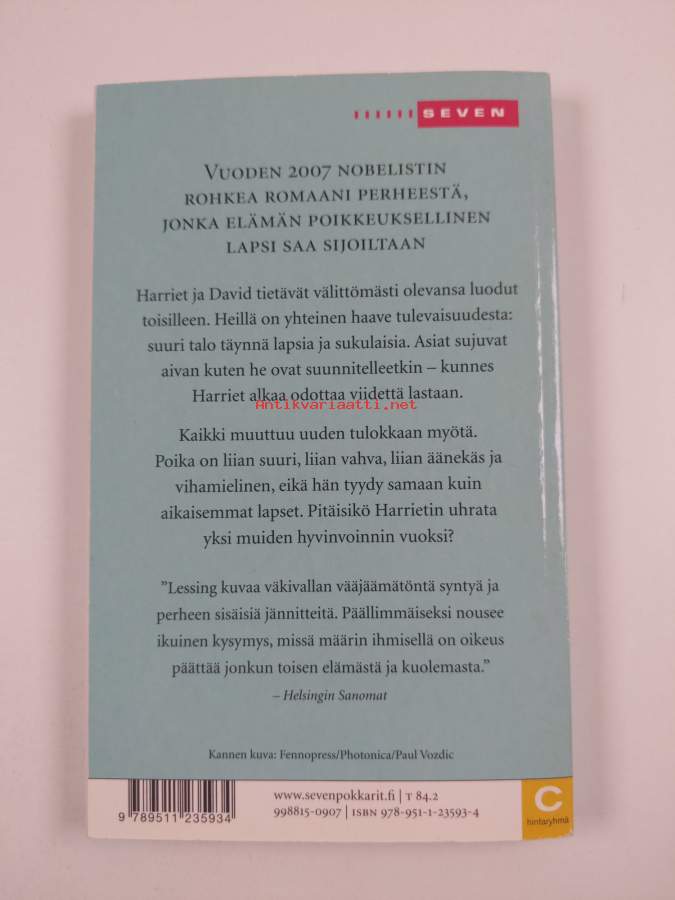 SEVEN
VUODEN 2007 NOBELISTIN
ROHKEA ROMAANI PERHEESTÄ,
JONKA ELÄMÄN POIKKEUKSELLINEN
LAPSI SAA SIJOILTAAN
Harriet ja David tietävät välittömästi olevansa luodut
toisilleen. Heillä on yhteinen haave tulevaisuudesta:
suuri talo täynnä lapsia ja sukulaisia. Asiat sujuvat
aivan kuten he ovat suunnitelleetkin – kunnes
Harriet alkaa odottaa viidettä lastaan.
Antikvariaatti.net
Kaikki muuttuu uuden tulokkaan myötä.
Poika on liian suuri, liian vahva, liian äänekäs ja
vihamielinen, eikä hän tyydy samaan kuin
aikaisemmat lapset. Pitäisikö Harrietin uhrata
yksi muiden hyvinvoinnin vuoksi?
”Lessing kuvaa väkivallan vääjäämätöntä syntyä ja
perheen sisäisiä jännitteitä. Päällimmäiseksi nousee
ikuinen kysymys, missä määrin ihmisellä on oikeus
päättää jonkun toisen elämästä ja kuolemasta.”
– Helsingin Sanomat
Kannen kuva: Fennopress/Photonica/Paul Vozdic
www.sevenpokkarit.fi | T 84.2
998815-0907 | ISBN 978-951-1-23593-4
9 789511 235934
C
hintaryhmä